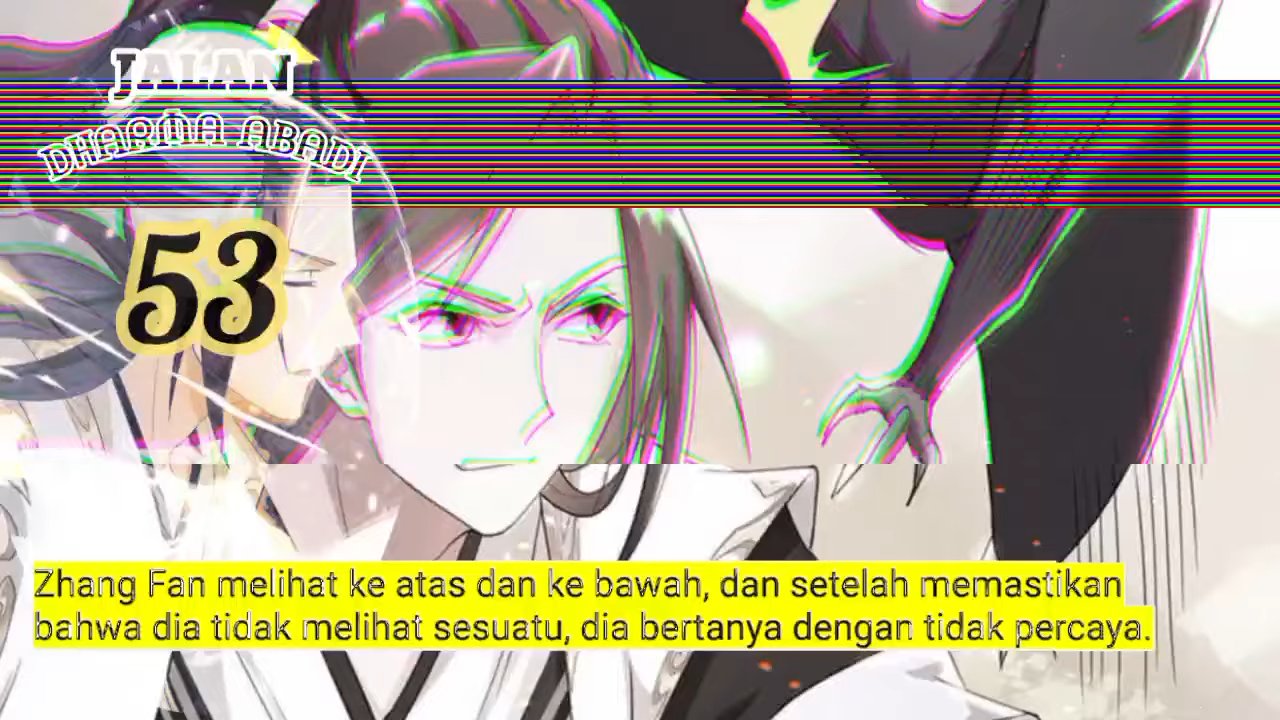 JALAN
DHARMA ABADI
53
Zhang Fan melihat ke atas dan ke bawah, dan setelah memastikan
bahwa dia tidak melihat sesuatu, dia bertanya dengan tidak percaya.